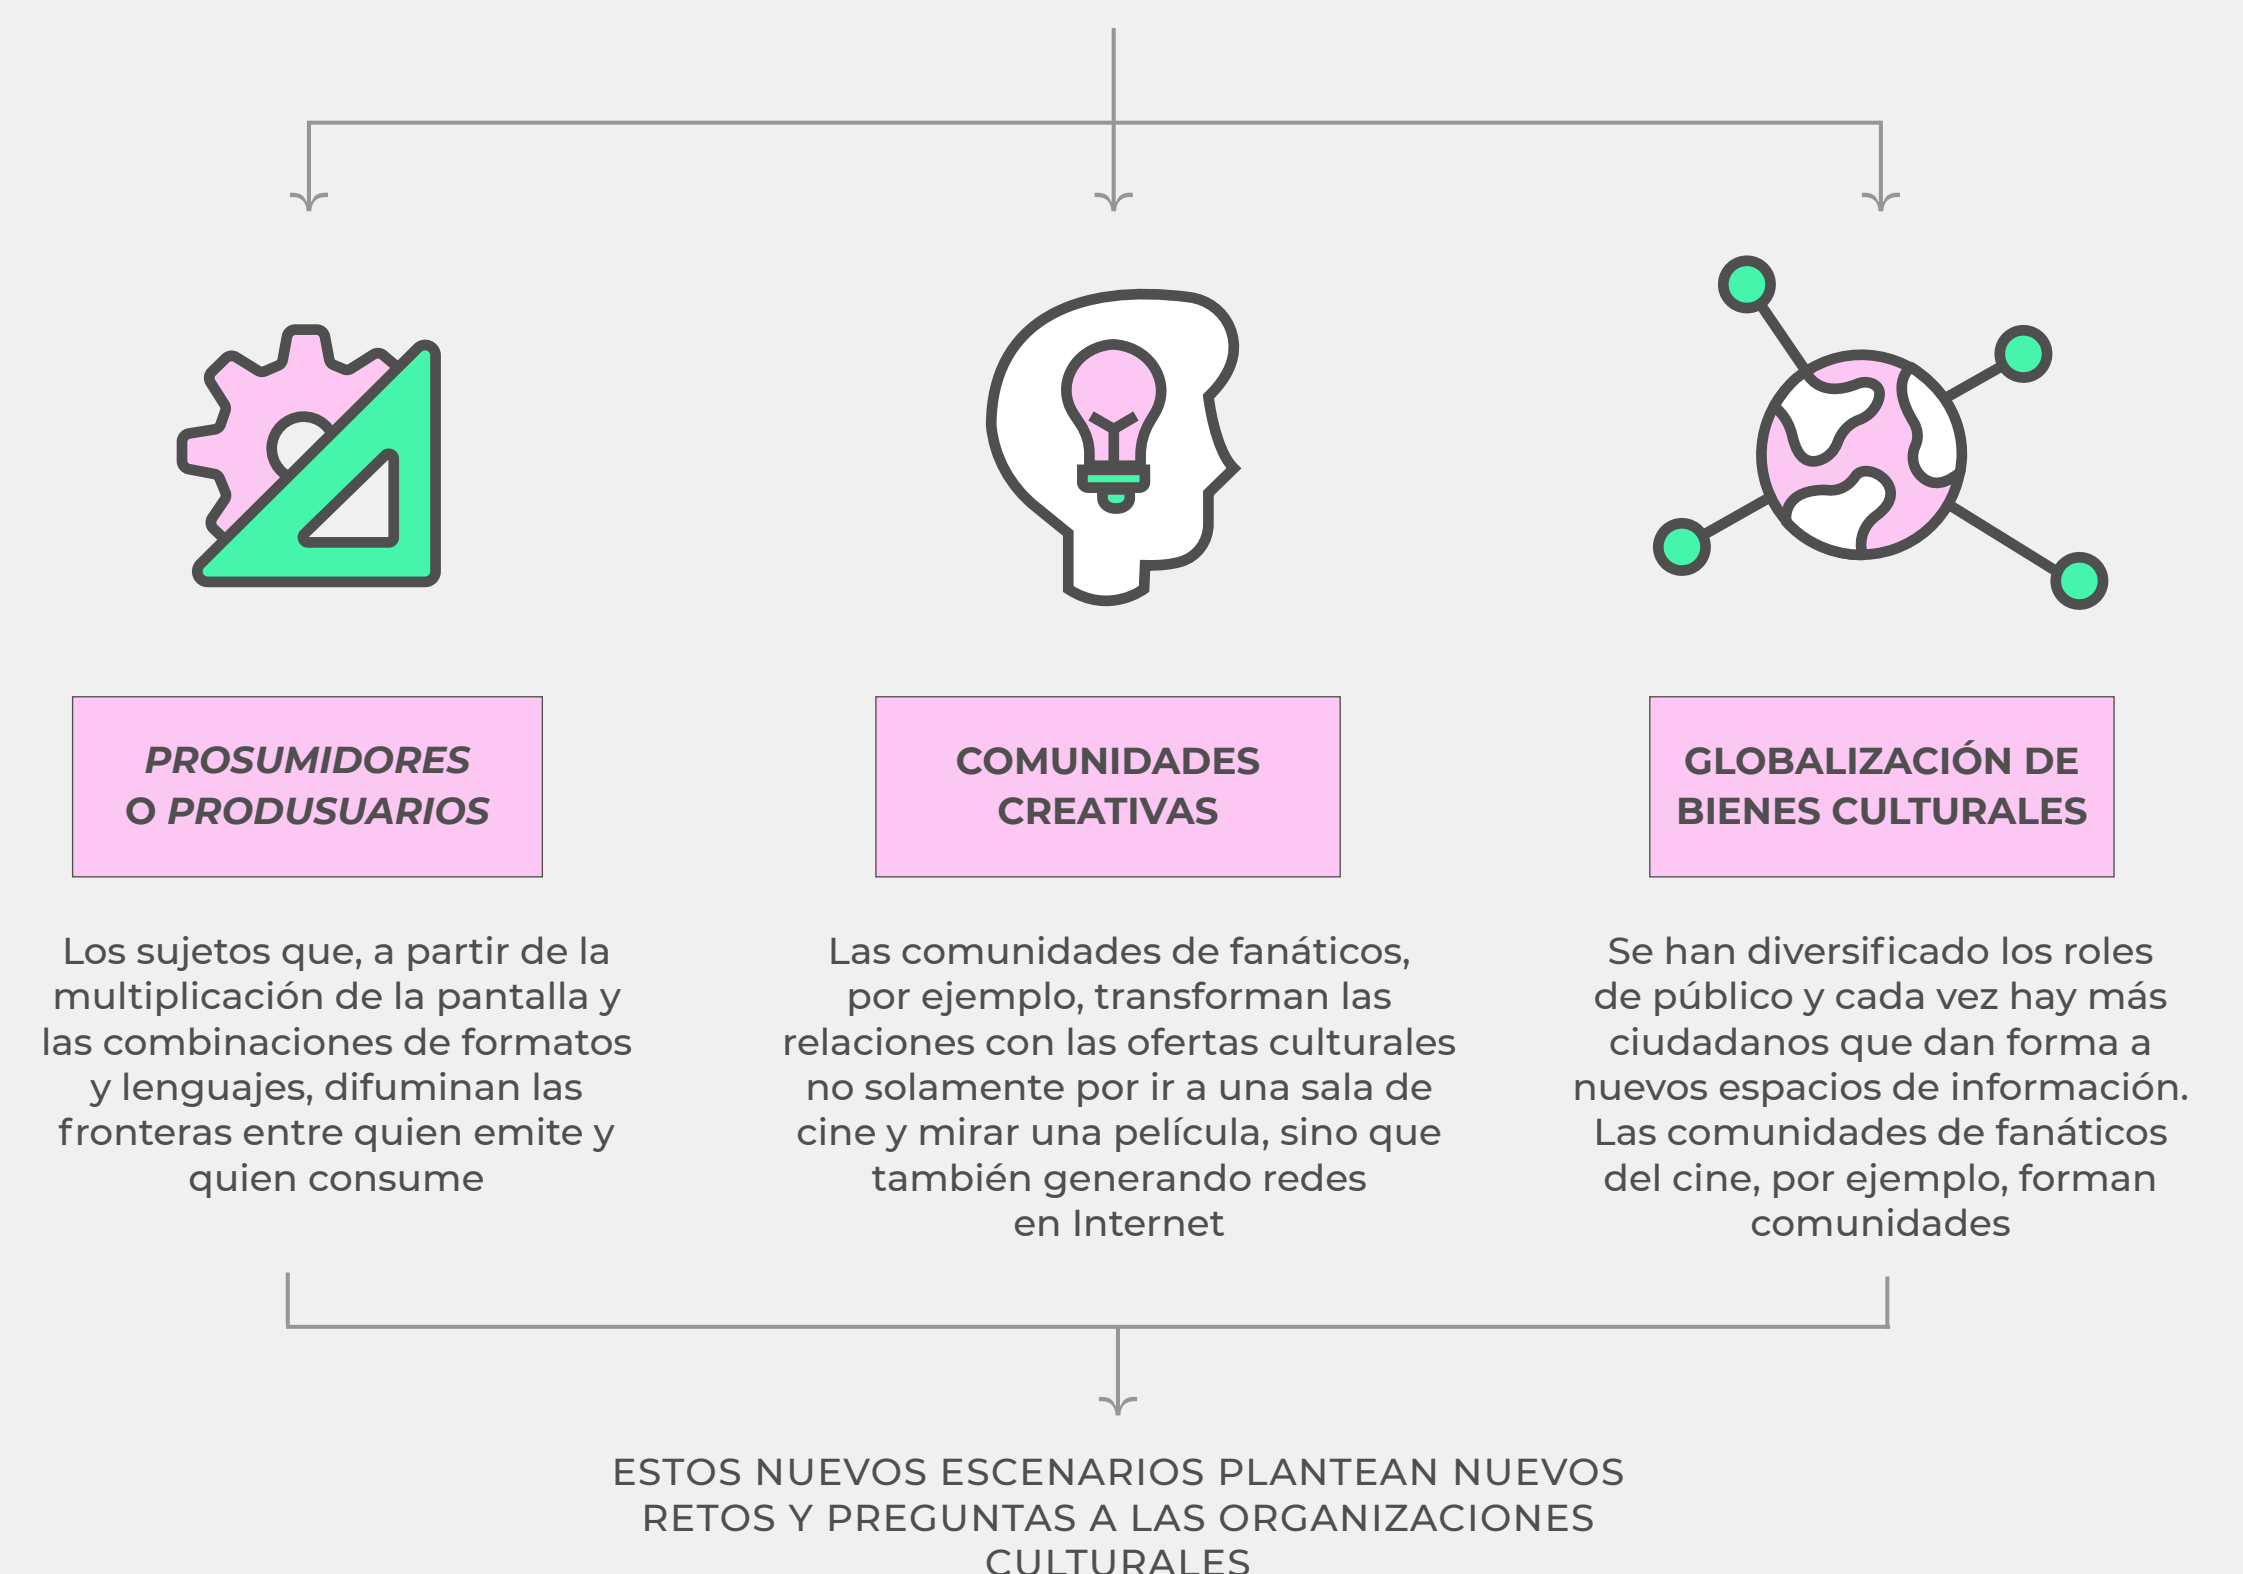 PROSUMIDORES
O PRODUSUARIOS
Los sujetos que, a partir de la
multiplicación de la pantalla y
las combinaciones de formatos
y lenguajes, difuminan las
fronteras entre quien emite y
quien consume
COMUNIDADES
CREATIVAS
Las comunidades de fanáticos,
por ejemplo, transforman las
relaciones con las ofertas culturales
no solamente por ir a una sala de
cine y mirar una película, sino que
también generando redes
en Internet
GLOBALIZACIÓN DE
BIENES CULTURALES
Se han diversificado los roles
de público y cada vez hay más
ciudadanos que dan forma a
nuevos espacios de información.
Las comunidades de fanáticos
del cine, por ejemplo, forman
comunidades
ESTOS NUEVOS ESCENARIOS PLANTEAN NUEVOS
RETOS Y PREGUNTAS A LAS ORGANIZACIONES
CULTURALES